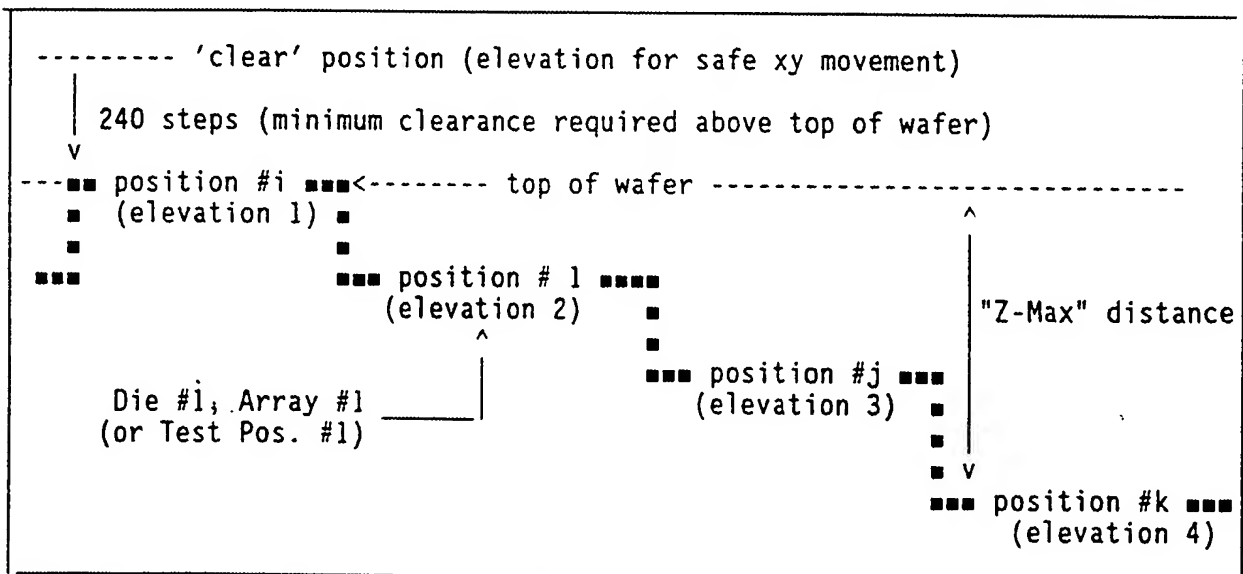 --------- 'clear' position (elevation for safe xy movement)
240 steps (minimum clearance required above top of wafer)
v
---■■ position #i ■■■<-------- top of wafer -------------------------------
(elevation 1)
^
■■■ position # 1 ■■■■
(elevation 2)
"Z-Max" distance
^
■■■ position #j ■■■
Die #1, Array #1
(elevation 3)
(or Test Pos. #1)
v
■■■ position #k ■■■
(elevation 4)